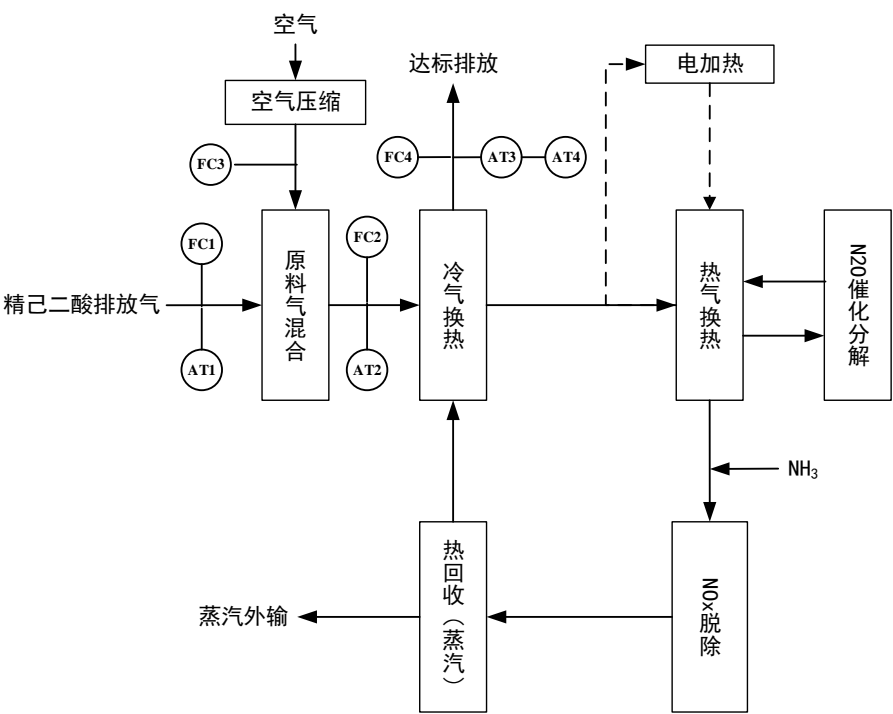 空气
达标排放
电加热
空气压缩
FC3
FC4
AT3
AT4
FC1
FC2
原料气混合
冷气换热
热气换热
N2O催化分解
精己二酸排放气
AT1
AT2
NH₃
热回收（蒸汽）
NOx脱除
蒸汽外输